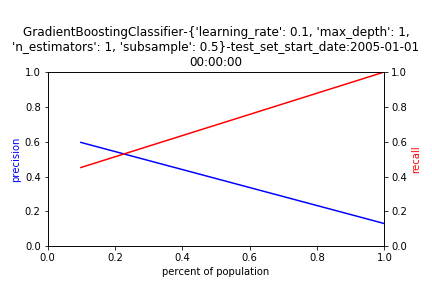 GradientBoostingClassifier-{'learning_rate': 0.1, 'max_depth': 1,
'n_estimators': 1, 'subsample': 0.5}-test_set_start_date:2005-01-01
00:00:00
1.0
0.8
0.6
0.4
0.2
0.0
precision
1.0
0.8
0.6
0.4
0.2
0.0
recall
0.0 0.2 0.4 0.6 0.8 1.0
percent of population